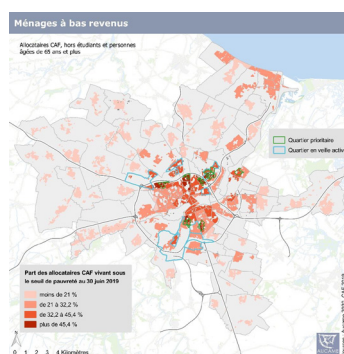 Ménages à bas revenus
Allocataires CAF, hors étudiants et personnes
âgées de 65 ans et plus
Quartier prioritaire
Quartier en veille active
Part des allocataires CAF vivant sous
le seuil de pauvreté au 30 juin 2019
moins de 21 %
de 21 à 32,2 %
de 32,2 à 45,4 %
plus de 45,4 %
0 1 2 3 4 Kilomètres